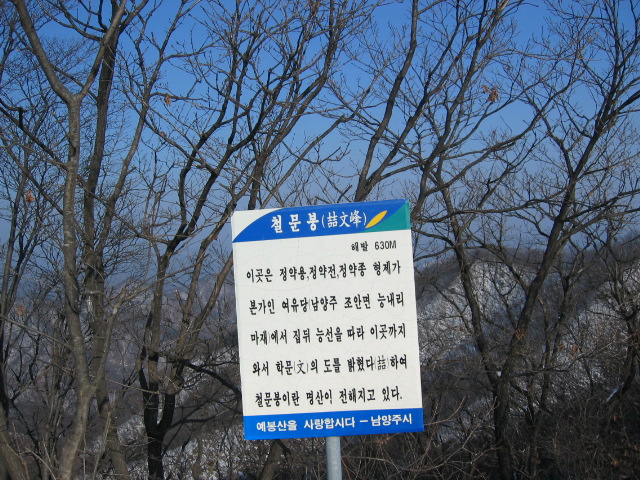 철문봉(喆文峰)
해발 630M
이곳은 정약용,정약전,정약종 형제가
본가인 여유당(남양주 조안면 능내리
마재)에서 집뒤 능선을 따라 이곳까지
와서 학문(文)의 도를 밝혔다(喆)하여
철문봉이란 명산이 전해지고 있다.
예봉산을 사랑합시다 – 남양주시